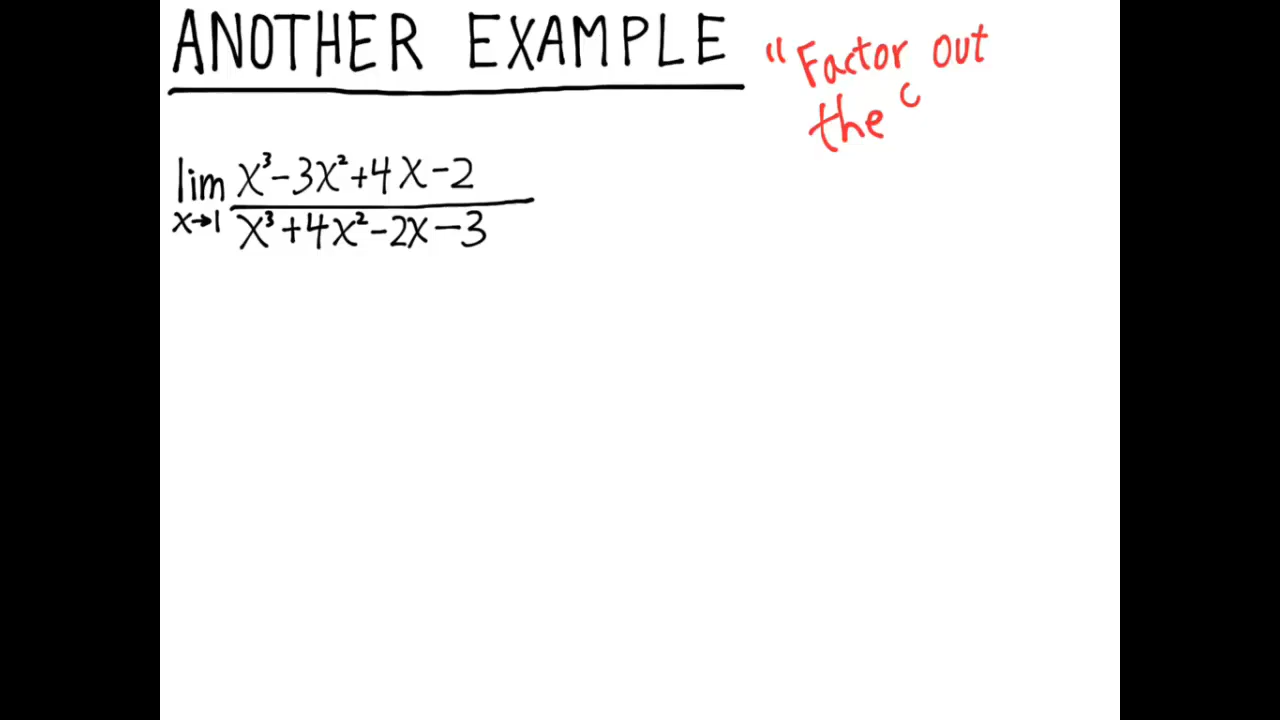 ANOTHER EXAMPLE
"Factor out
the
lim x³-3x²+4x-2
x→1 x³+4x²-2x-3